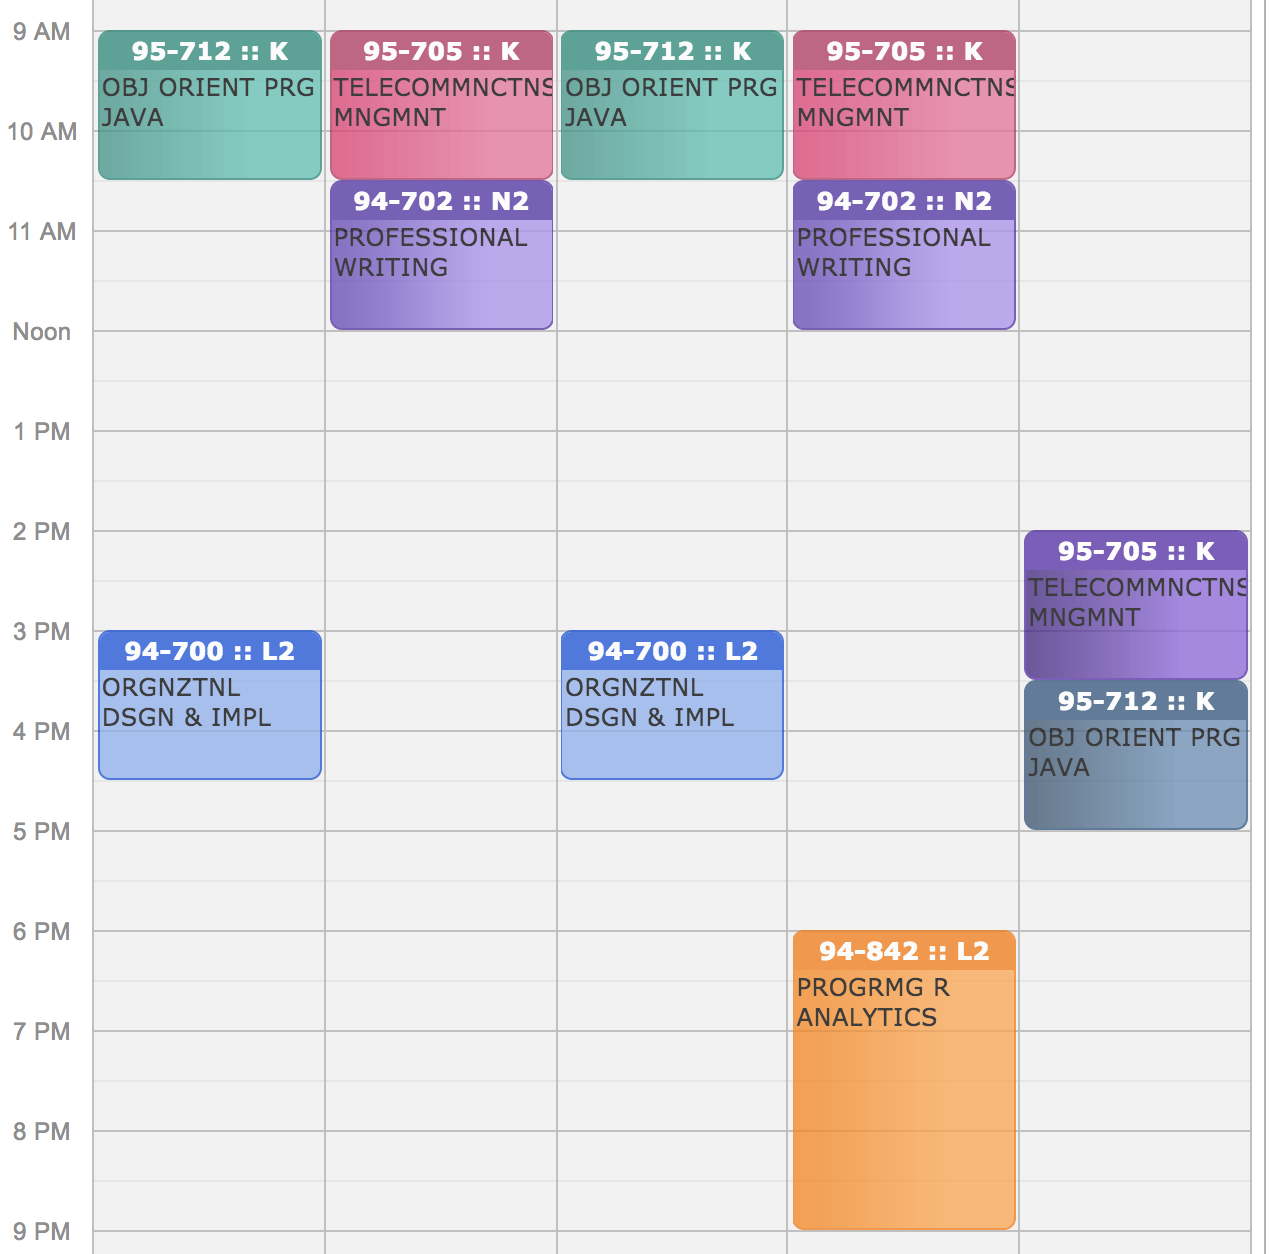 9 AM
95-712 :: K
95-705 :: K
95-712 :: K
95-705 :: K
OBJ ORIENT PRG
JAVA
TELECOMMNCTNS
MNGMNT
OBJ ORIENT PRG
JAVA
TELECOMMNCTNS
MNGMNT
10 AM
94-702 :: N2
94-702 :: N2
11 AM
PROFESSIONAL
WRITING
PROFESSIONAL
WRITING
Noon
1 PM
2 PM
95-705 :: K
TELECOMMNCTNS
MNGMNT
3 PM
94-700 :: L2
94-700 :: L2
ORGNZTNL
DSGN & IMPL
ORGNZTNL
DSGN & IMPL
95-712 :: K
4 PM
OBJ ORIENT PRG
JAVA
5 PM
6 PM
94-842 :: L2
PROGRMG R
ANALYTICS
7 PM
8 PM
9 PM